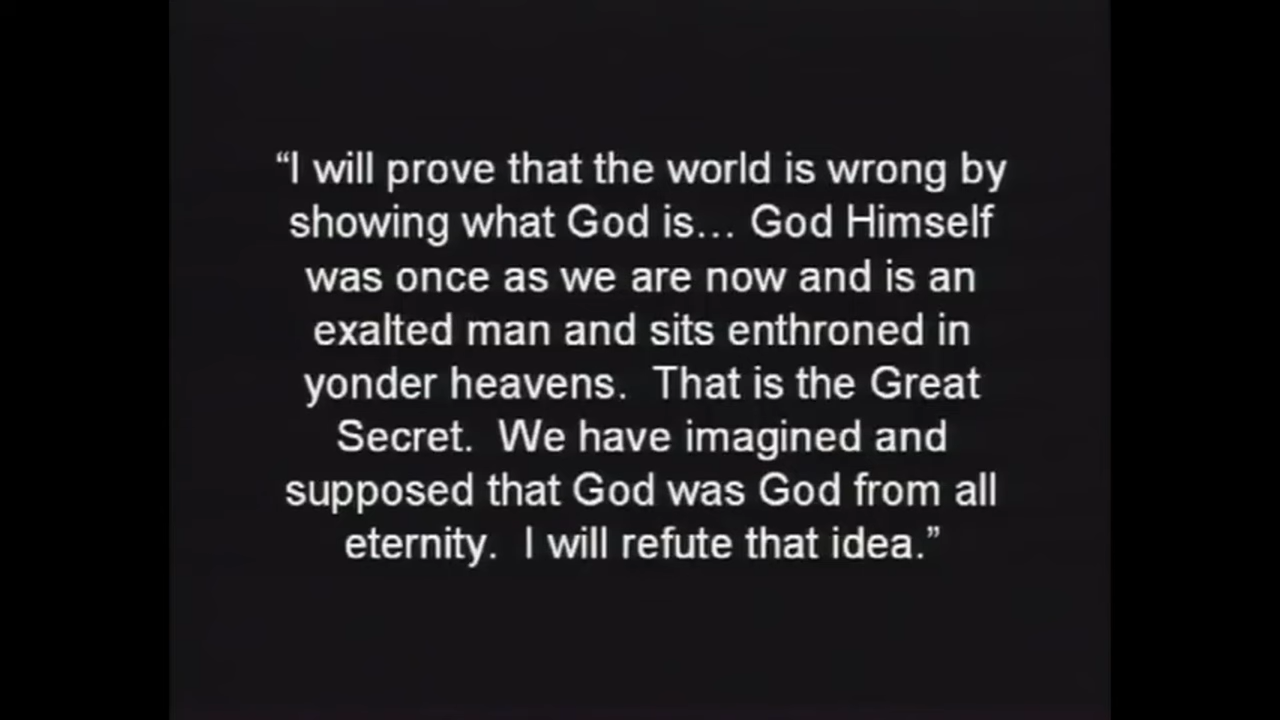 “I will prove that the world is wrong by
showing what God is... God Himself
was once as we are now and is an
exalted man and sits enthroned in
yonder heavens.  That is the Great
Secret.  We have imagined and
supposed that God was God from all
eternity.  I will refute that idea.”